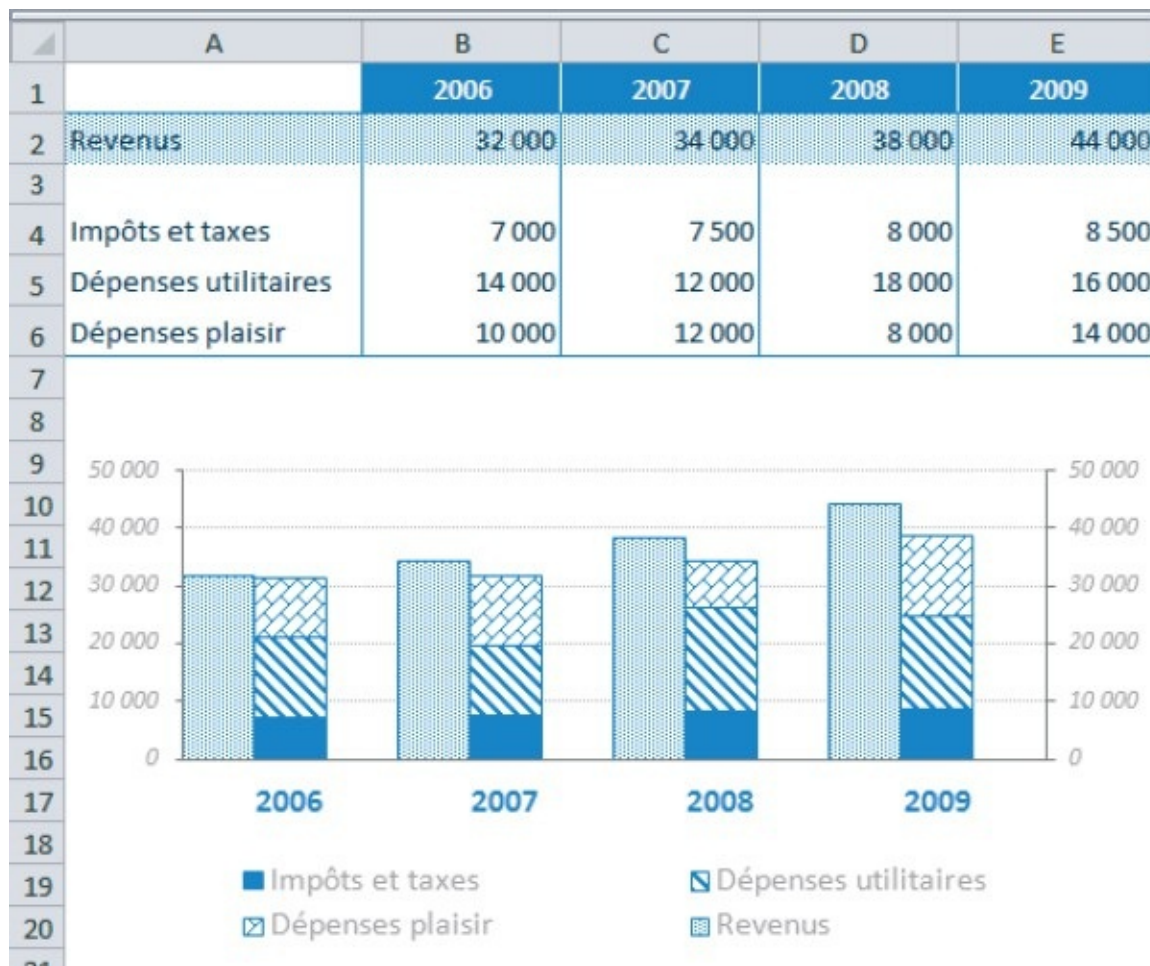 A B C D E
1 2006 2007 2008 2009
2 Revenus 32 000 34 000 38 000 44 000
3
4 Impôts et taxes 7 000 7 500 8 000 8 500
5 Dépenses utilitaires 14 000 12 000 18 000 16 000
6 Dépenses plaisir 10 000 12 000 8 000 14 000
7
8
9 50 000 50 000
10 40 000 40 000
11
12 30 000 30 000
13 20 000 20 000
14
15 10 000 10 000
16 0 0
17 2006 2007 2008 2009
18
19 Impôts et taxes Dépenses utilitaires
20 Dépenses plaisir Revenus
21